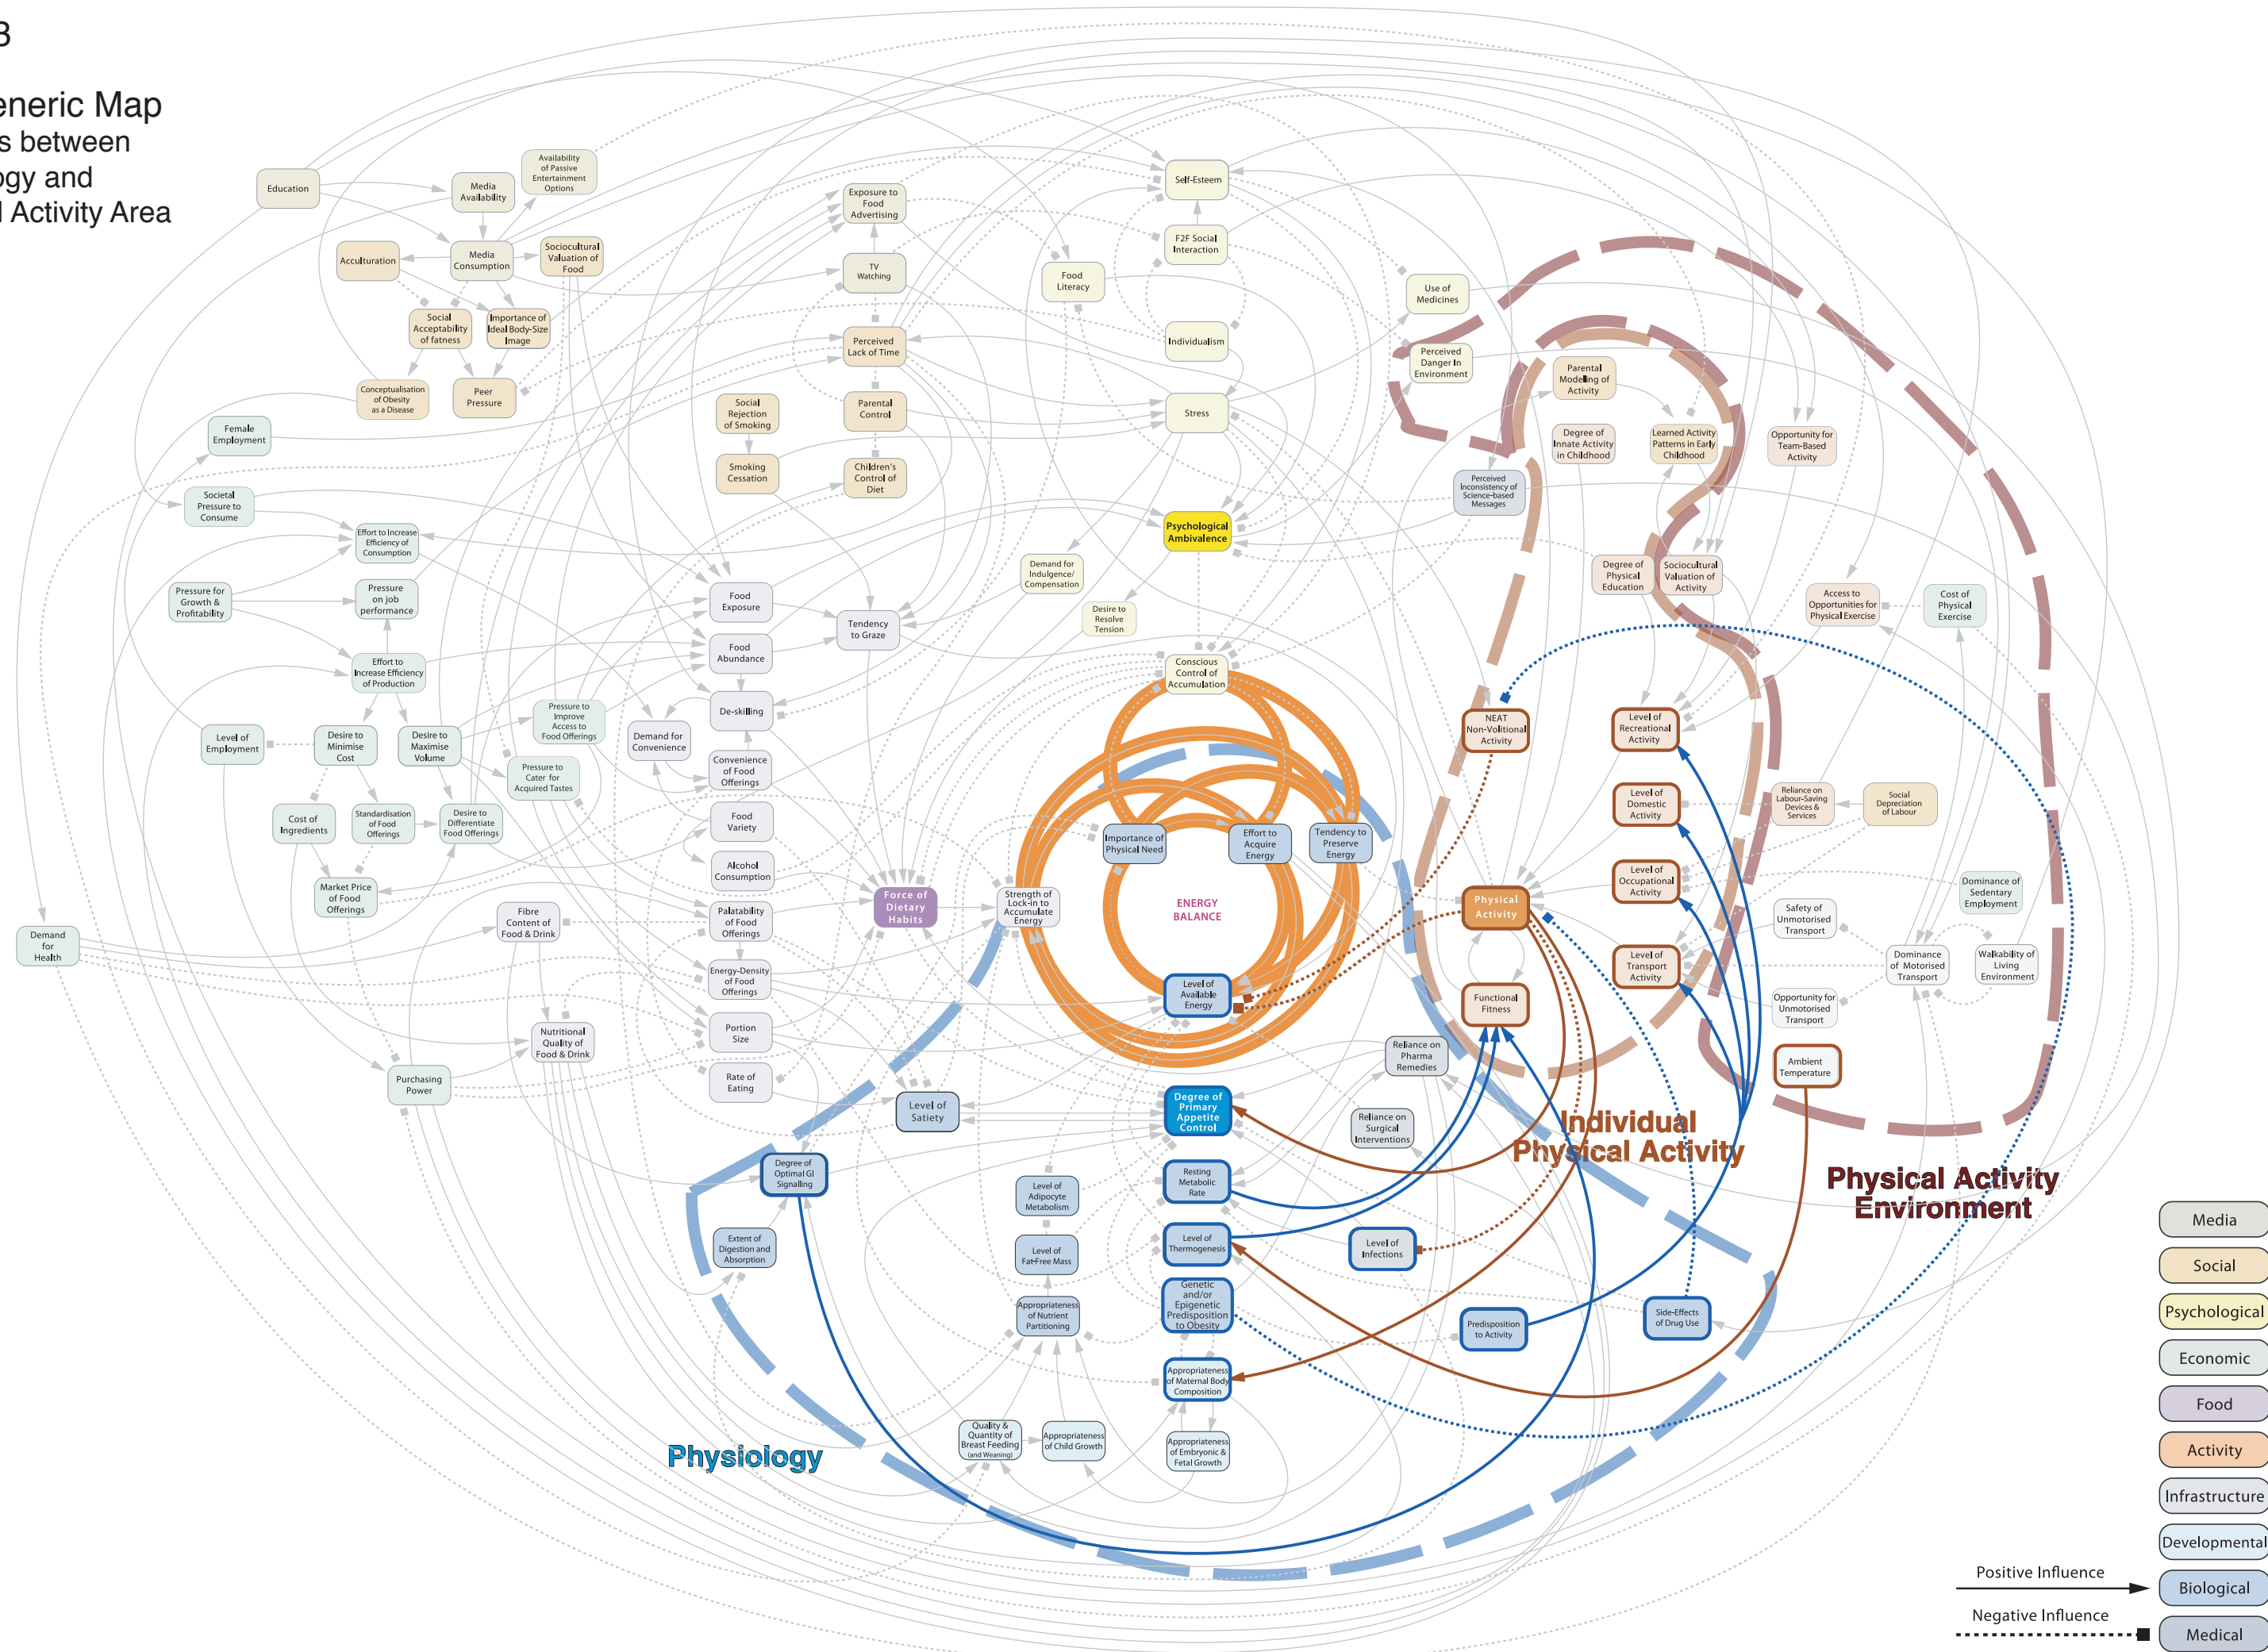 3
eneric Map
s between
ogy and
l Activity Area
Education
Media
Availability
Availability
of Passive
Entertainment
Options
Acculturation
Media
Consumption
Sociocultural
Valuation of
Food
Social
Acceptability
of fatness
Importance of
Ideal Body-Size
Image
Conceptualisation
of Obesity
as a Disease
Peer
Pressure
Exposure to
Food
Advertising
TV
Watching
Perceived
Lack of Time
Parental
Control
Children's
Control of
Diet
Social
Rejection
of Smoking
Smoking
Cessation
Self-Esteem
F2F Social
Interaction
Food
Literacy
Individualism
Stress
Psychological
Ambivalence
Demand for
Indulgence/
Compensation
Desire to
Resolve
Tension
Conscious
Control of
Accumulation
Use of
Medicines
Perceived
Danger In
Environment
Perceived
Inconsistency of
Science-based
Messages
Parental
Modeling of
Activity
Degree of
Innate Activity
in Childhood
Learned Activity
Patterns in Early
Childhood
Opportunity for
Team-Based
Activity
Degree of
Physical
Education
Sociocultural
Valuation of
Activity
Access to
Opportunities for
Physical Exercise
Cost of
Physical
Exercise
Female
Employment
Societal
Pressure to
Consume
Effort to Increase
Efficiency of
Consumption
Pressure for
Growth &
Profitability
Pressure
on job
performance
Effort to
Increase Efficiency
of Production
Level of
Employment
Desire to
Minimise
Cost
Desire to
Maximise
Volume
Pressure to
Improve
Access to
Food Offerings
Pressure to
Cater for
Acquired Tastes
Cost of
Ingredients
Standardisation
of Food
Offerings
Desire to
Differentiate
Food Offerings
Market Price
of Food
Offerings
Demand
for
Health
Purchasing
Power
Food
Exposure
Food
Abundance
Tendency
to Graze
De-skilling
Demand for
Convenience
Convenience
of Food
Offerings
Food
Variety
Alcohol
Consumption
Fibre
Content of
Food & Drink
Palatability
of Food
Offerings
Energy-Density
of Food
Offerings
Nutritional
Quality of
Food & Drink
Portion
Size
Rate of
Eating
Force of
Dietary
Habits
Strength of
Lock-in to
Accumulate
Energy
Importance of
Physical Need
Effort to
Acquire
Energy
Tendency to
Preserve
Energy
ENERGY
BALANCE
Level of
Available
Energy
NEAT
Non-Volitional
Activity
Level of
Recreational
Activity
Level of
Domestic
Activity
Reliance on
Labour-Saving
Devices &
Services
Social
Depreciation
of Labour
Physical
Activity
Level of
Occupational
Activity
Dominance of
Sedentary
Employment
Safety of
Unmotorised
Transport
Level of
Transport
Activity
Dominance
of Motorised
Transport
Walkability of
Living
Environment
Opportunity for
Unmotorised
Transport
Functional
Fitness
Ambient
Temperature
Reliance on
Pharma
Remedies
Reliance on
Surgical
Interventions
Level of
Satiety
Degree of
Primary
Appetite
Control
Individual
Physical Activity
Physical Activity
Environment
Degree of
Optimal GI
Signalling
Extent of
Digestion and
Absorption
Level of
Adipocyte
Metabolism
Resting
Metabolic
Rate
Level of
Fat-Free Mass
Level of
Thermogenesis
Level of
Infections
Appropriateness
of Nutrient
Partitioning
Genetic
and/or
Epigenetic
Predisposition
to Obesity
Predisposition
to Activity
Side-Effects
of Drug Use
Appropriateness
of Maternal Body
Composition
Quality &
Quantity of
Breast Feeding
(and Weaning)
Appropriateness
of Child Growth
Appropriateness
of Embryonic &
Fetal Growth
Physiology
Media
Social
Psychological
Economic
Food
Activity
Infrastructure
Developmental
Biological
Medical
Positive Influence
Negative Influence